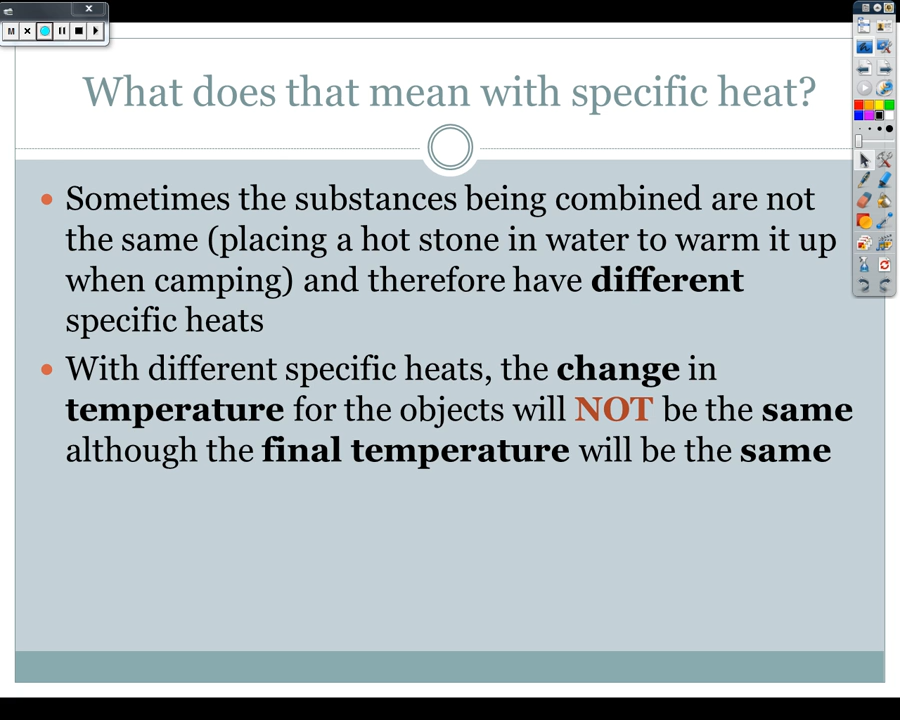 M
What does that mean with specific heat?
• Sometimes the substances being combined are not
the same (placing a hot stone in water to warm it up
when camping) and therefore have different
specific heats
• With different specific heats, the change in
temperature for the objects will NOT be the same
although the final temperature will be the same